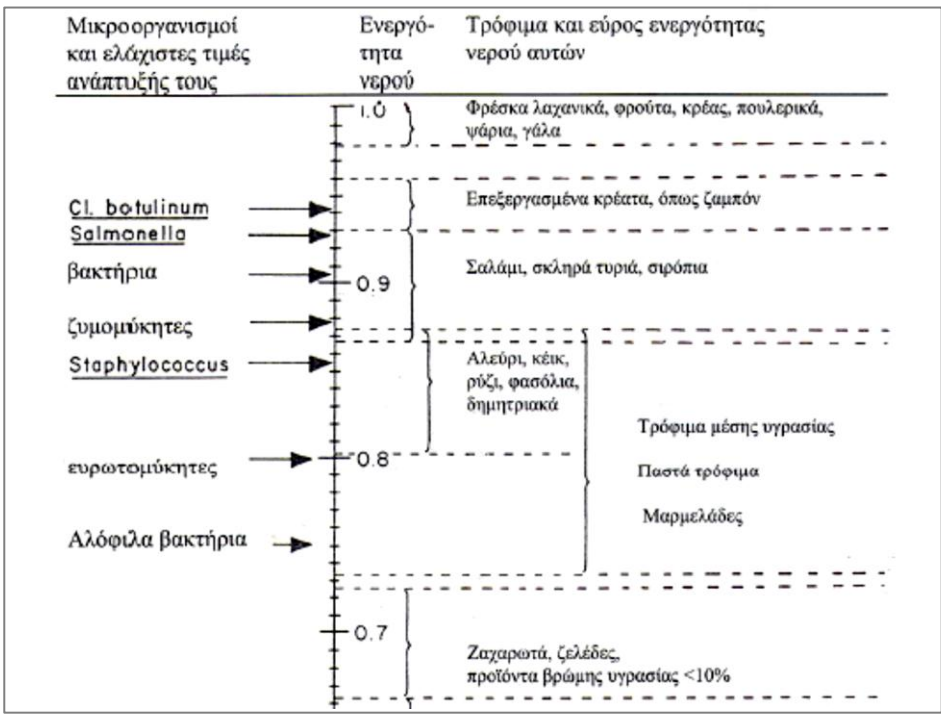 Μικροοργανισμοί
και ελάχιστες τιμές
ανάπτυξής τους
Ενεργό-
τητα
νερού
Τρόφιμα και εύρος ενεργότητας
νερού αυτών
1.0
Φρέσκα λαχανικά, φρούτα, κρέας, πουλερικά,
ψάρια, γάλα
Cl. botulinum
Επεξεργασμένα κρέατα, όπως ζαμπόν
Salmonella
βακτήρια
Σαλάμι, σκληρά τυριά, σιρόπια
0.9
ζυμομύκητες
Staphylococcus
Αλεύρι, κέικ,
ρύζι, φασόλια,
δημητριακά
Τρόφιμα μέσης υγρασίας
ευρωτομύκητες
0.8
Παστά τρόφιμα
Μαρμελάδες
Αλόφιλα βακτήρια
0.7
Ζαχαρωτά, ζελέδες,
προϊόντα βρώμης υγρασίας <10%